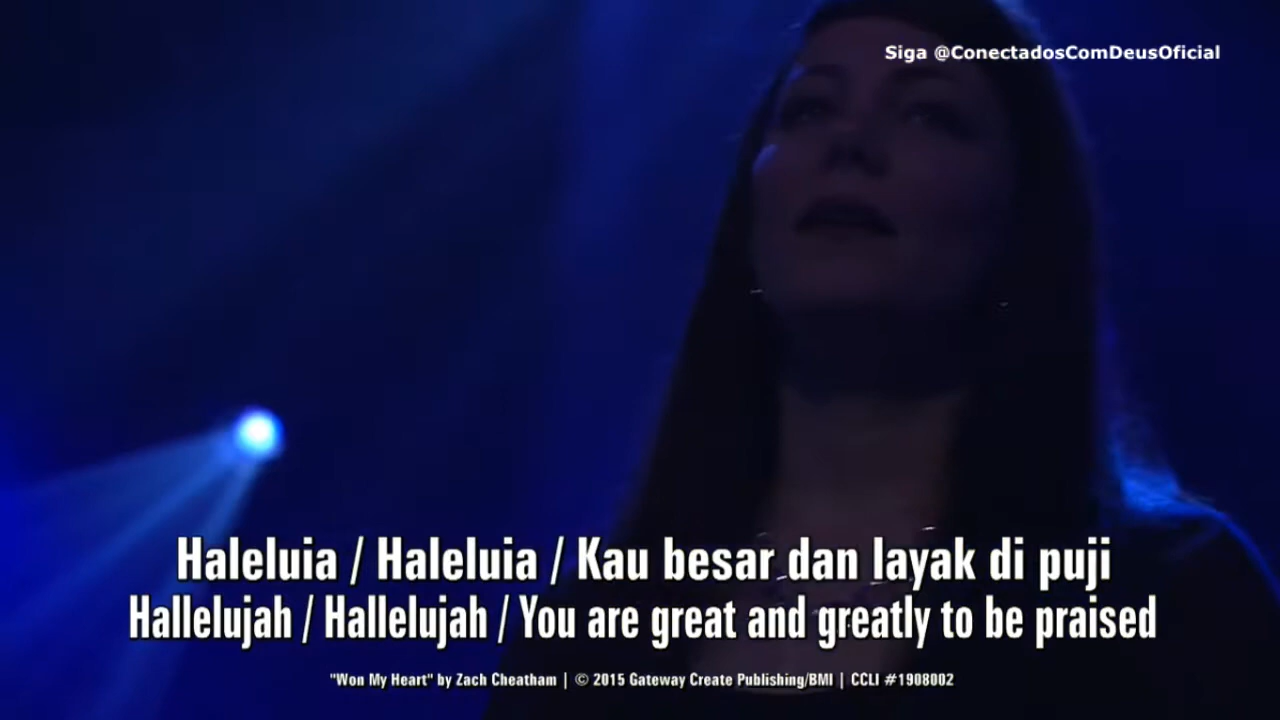 Siga @ConectadosComDeusOficial
Haleluia / Haleluia / Kau besar dan layak di puji
Hallelujah / Hallelujah / You are great and greatly to be praised
"Won My Heart" by Zach Cheatham | © 2015 Gateway Create Publishing/BMI | CCLI #1908002